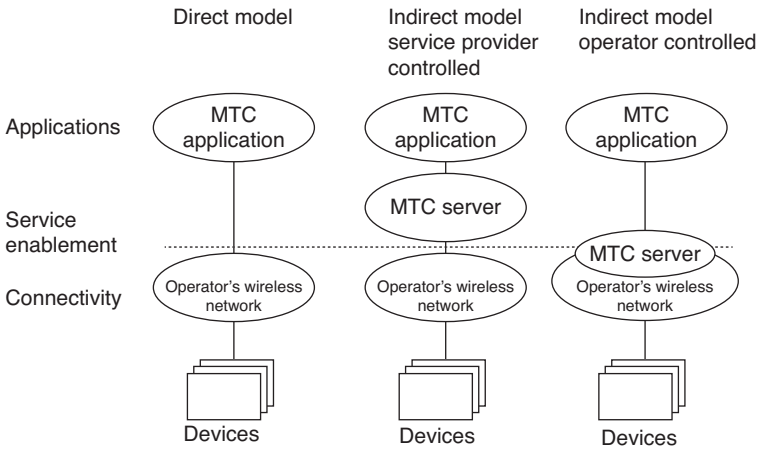 Direct model
Indirect model
service provider
controlled
Indirect model
operator controlled
Applications
MTC
application
MTC
application
MTC
application
MTC server
Service
enablement
MTC server
Connectivity
Operator's wireless
network
Operator's wireless
network
Operator's wireless
network
Devices
Devices
Devices